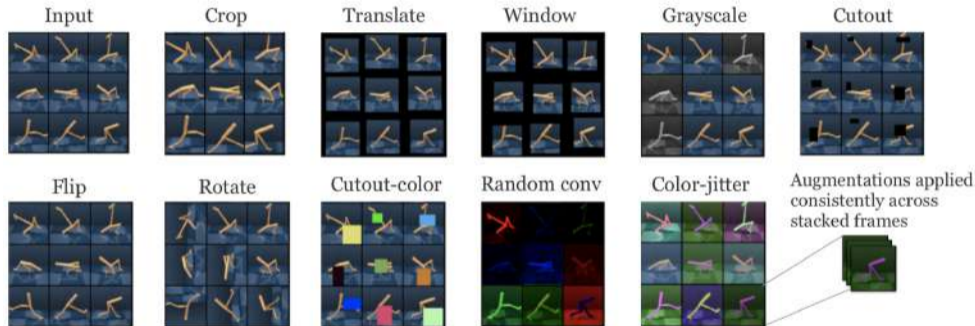 Input
Crop
Translate
Window
Grayscale
Cutout
Flip
Rotate
Cutout-color
Random conv
Color-jitter
Augmentations applied
consistently across
stacked frames